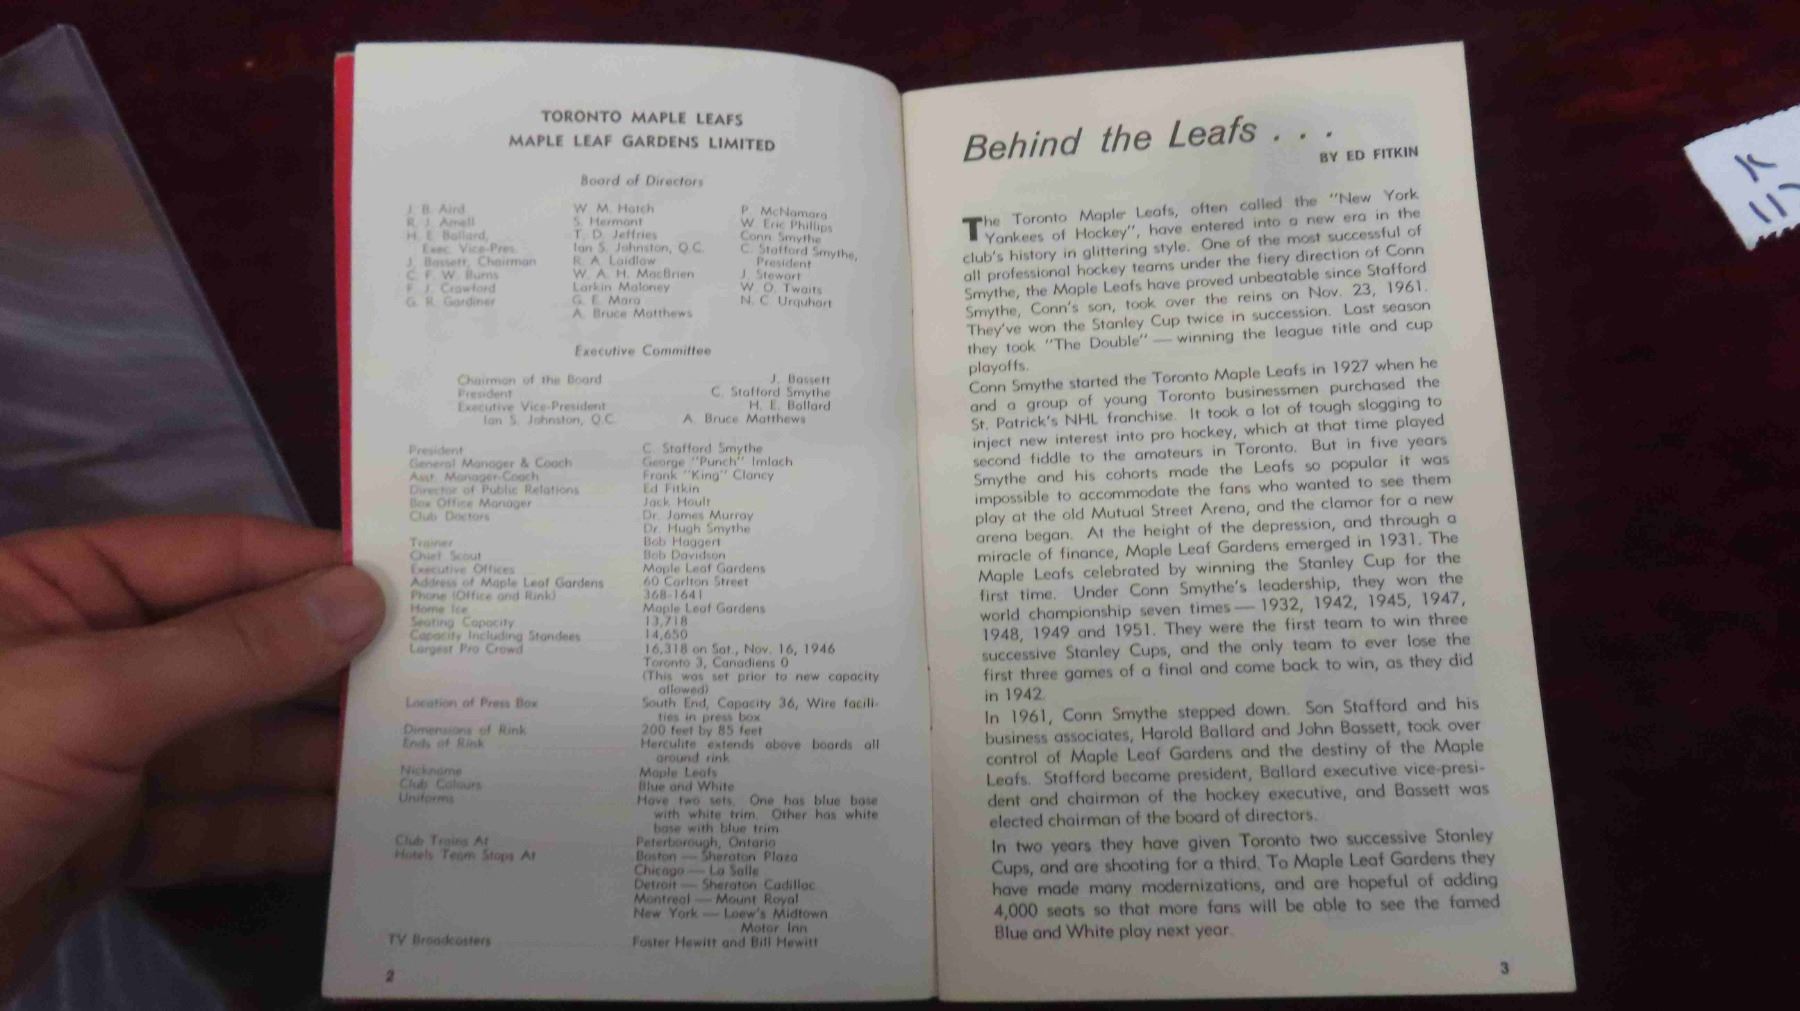 TORONTO MAPLE LEAFS
MAPLE LEAF GARDENS LIMITED
Board of Directors
J. B. Aird
R. J. Amell
H. E. Ballard,
Exec. Vice-Pres.
J. Bassett, Chairman
C. F. W. Burns
F. J. Crawford
G. R. Gardiner
W. M. Hatch
S. Hermant
T. D. Jeffries
Ian S. Johnston, Q.C.
R. A. Laidlaw
W. A. H. MacBrien
Larkin Maloney
G. E. Mara
A. Bruce Matthews
P. McNamara
W. Eric Phillips
Conn Smythe
C. Stafford Smythe,
President
J. Stewart
W. O. Twaits
N. C. Urquhart
Executive Committee
Chairman of the Board J. Bassett
President C. Stafford Smythe
Executive Vice-President H. E. Ballard
Ian S. Johnston, Q.C. A. Bruce Matthews
President C. Stafford Smythe
General Manager & Coach George "Punch" Imlach
Asst. Manager-Coach Frank "King" Clancy
Director of Public Relations Ed Fitkin
Box Office Manager Jack Hoult
Club Doctors Dr. James Murray
Dr. Hugh Smythe
Trainer Bob Haggert
Chief Scout Bob Davidson
Executive Offices Maple Leaf Gardens
Address of Maple Leaf Gardens 60 Carlton Street
Phone (Office and Rink) 368-1641
Home Ice Maple Leaf Gardens
Seating Capacity 13,718
Capacity Including Standees 14,650
Largest Pro Crowd 16,318 on Sat., Nov. 16, 1946
Toronto 3, Canadiens 0
(This was set prior to new capacity
allowed)
Location of Press Box South End, Capacity 36, Wire facili-
ties in press box
Dimensions of Rink 200 feet by 85 feet
Ends of Rink Herculite extends above boards all
around rink
Nickname Maple Leafs
Club Colours Blue and White
Uniforms Have two sets. One has blue base
with white trim. Other has white
base with blue trim
Club Trains At Peterborough, Ontario
Hotels Team Stops At Boston — Sheraton Plaza
Chicago — La Salle
Detroit — Sheraton Cadillac
Montreal — Mount Royal
New York — Loew's Midtown
Motor Inn
TV Broadcasters Foster Hewitt and Bill Hewitt
2
Behind the Leafs . . .
BY ED FITKIN
The Toronto Maple Leafs, often called the "New York
Yankees of Hockey", have entered into a new era in the
club's history in glittering style. One of the most successful of
all professional hockey teams under the fiery direction of Conn
Smythe, the Maple Leafs have proved unbeatable since Stafford
Smythe, Conn's son, took over the reins on Nov. 23, 1961.
They've won the Stanley Cup twice in succession. Last season
they took "The Double" — winning the league title and cup
playoffs.
Conn Smythe started the Toronto Maple Leafs in 1927 when he
and a group of young Toronto businessmen purchased the
St. Patrick's NHL franchise. It took a lot of tough slogging to
inject new interest into pro hockey, which at that time played
second fiddle to the amateurs in Toronto. But in five years
Smythe and his cohorts made the Leafs so popular it was
impossible to accommodate the fans who wanted to see them
play at the old Mutual Street Arena, and the clamor for a new
arena began. At the height of the depression, and through a
miracle of finance, Maple Leaf Gardens emerged in 1931. The
Maple Leafs celebrated by winning the Stanley Cup for the
first time. Under Conn Smythe's leadership, they won the
world championship seven times — 1932, 1942, 1945, 1947,
1948, 1949 and 1951. They were the first team to win three
successive Stanley Cups, and the only team to ever lose the
first three games of a final and come back to win, as they did
in 1942.
In 1961, Conn Smythe stepped down. Son Stafford and his
business associates, Harold Ballard and John Bassett, took over
control of Maple Leaf Gardens and the destiny of the Maple
Leafs. Stafford became president, Ballard executive vice-presi-
dent and chairman of the hockey executive, and Bassett was
elected chairman of the board of directors.
In two years they have given Toronto two successive Stanley
Cups, and are shooting for a third. To Maple Leaf Gardens they
have made many modernizations, and are hopeful of adding
4,000 seats so that more fans will be able to see the famed
Blue and White play next year.
3